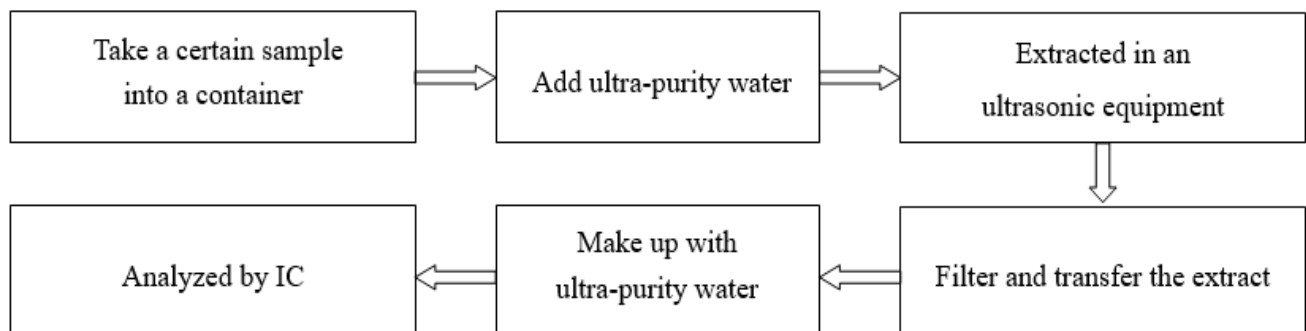 Take a certain sample
into a container
Add ultra-purity water
Extracted in an
ultrasonic equipment
Filter and transfer the extract
Make up with
ultra-purity water
Analyzed by IC